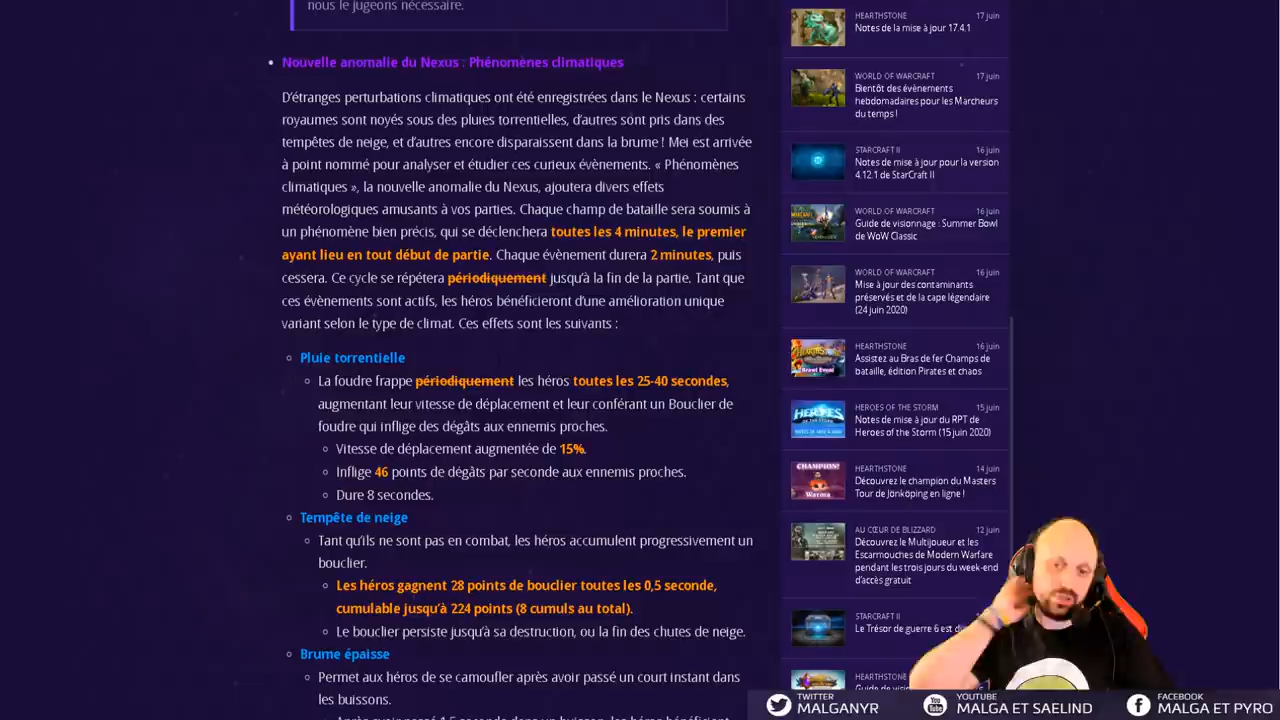 nous le jugeons nécessaire.
Nouvelle anomalie du Nexus : Phénomènes climatiques
D'étranges perturbations climatiques ont été enregistrées dans le Nexus : certains
royaumes sont noyés sous des pluies torrentielles, d'autres sont pris dans des
tempêtes de neige, et d'autres encore disparaissent dans la brume ! Mei est arrivée
à point nommé pour analyser et étudier ces curieux évènements. « Phénomènes
climatiques », la nouvelle anomalie du Nexus, ajoutera divers effets
météorologiques amusants à vos parties. Chaque champ de bataille sera soumis à
un phénomène bien précis, qui se déclenchera toutes les 4 minutes, le premier
ayant lieu en tout début de partie. Chaque évènement durera 2 minutes, puis
cessera. Ce cycle se répétera périodiquement jusqu'à la fin de la partie. Tant que
ces évènements sont actifs, les héros bénéficieront d'une amélioration unique
variant selon le type de climat. Ces effets sont les suivants :
Pluie torrentielle
La foudre frappe périodiquement les héros toutes les 25-40 secondes,
augmentant leur vitesse de déplacement et leur conférant un Bouclier de
foudre qui inflige des dégâts aux ennemis proches.
Vitesse de déplacement augmentée de 15%.
Inflige 46 points de dégâts par seconde aux ennemis proches.
Dure 8 secondes.
Tempête de neige
Tant qu'ils ne sont pas en combat, les héros accumulent progressivement un
bouclier.
Les héros gagnent 28 points de bouclier toutes les 0,5 seconde,
cumulable jusqu'à 224 points (8 cumuls au total).
Le bouclier persiste jusqu'à sa destruction, ou la fin des chutes de neige.
Brume épaisse
Permet aux héros de se camoufler après avoir passé un court instant dans
les buissons.
Après avoir passé 1,5 seconde dans un buisson, les héros bénéficient
HEARTHSTONE 17 juin
Notes de la mise à jour 17.4.1
WORLD OF WARCRAFT 17 juin
Bientôt des évènements
hebdomadaires pour les Marcheurs
du temps !
STARCRAFT II 16 juin
Notes de mise à jour pour la version
4.12.1 de StarCraft II
WORLD OF WARCRAFT 16 juin
Guide de visionnage : Summer Bowl
de WoW Classic
WORLD OF WARCRAFT 16 juin
Mise à jour des contaminants
préservés et de la cape légendaire
(24 juin 2020)
HEARTHSTONE 16 juin
Assistez au Bras de fer Champs de
bataille, édition Pirates et chaos
HEROES OF THE STORM 15 juin
Notes de mise à jour du RPT de
Heroes of the Storm (15 juin 2020)
HEARTHSTONE 14 juin
Découvrez le champion du Masters
Tour de Jönköping en ligne !
AU CŒUR DE BLIZZARD 12 juin
Découvrez le Multijoueur et les
Escarmouches de Modern Warfare
pendant les trois jours du week-end
d'accès gratuit
STARCRAFT II
Le Trésor de guerre 6 est
HEARTHSTONE
Guide de
TWITTER
MALGANYR
YOUTUBE
MALGA ET SAELIND
FACEBOOK
MALGA ET PYRO